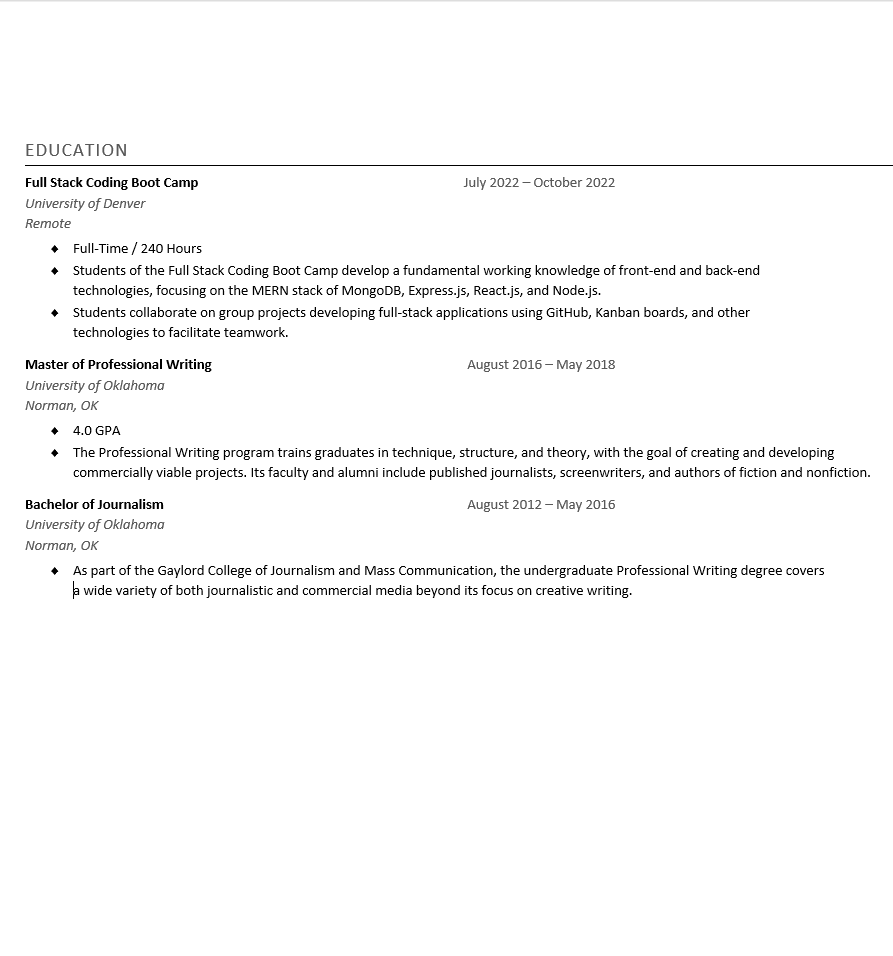 EDUCATION
Full Stack Coding Boot Camp July 2022 – October 2022
University of Denver
Remote
♦ Full-Time / 240 Hours
♦ Students of the Full Stack Coding Boot Camp develop a fundamental working knowledge of front-end and back-end
technologies, focusing on the MERN stack of MongoDB, Express.js, React.js, and Node.js.
♦ Students collaborate on group projects developing full-stack applications using GitHub, Kanban boards, and other
technologies to facilitate teamwork.
Master of Professional Writing August 2016 – May 2018
University of Oklahoma
Norman, OK
♦ 4.0 GPA
♦ The Professional Writing program trains graduates in technique, structure, and theory, with the goal of creating and developing
commercially viable projects. Its faculty and alumni include published journalists, screenwriters, and authors of fiction and nonfiction.
Bachelor of Journalism August 2012 – May 2016
University of Oklahoma
Norman, OK
♦ As part of the Gaylord College of Journalism and Mass Communication, the undergraduate Professional Writing degree covers
a wide variety of both journalistic and commercial media beyond its focus on creative writing.